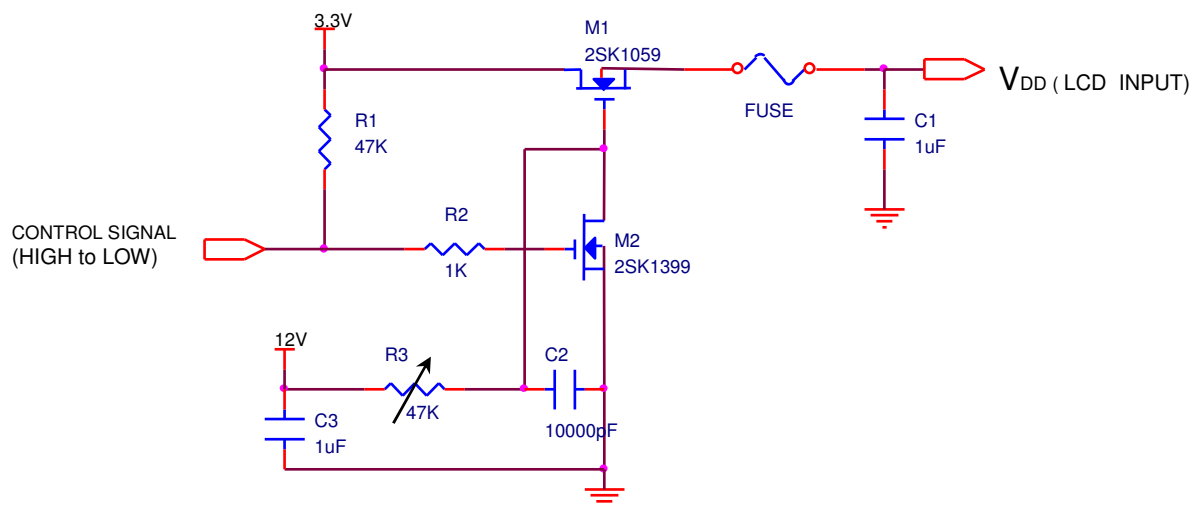 3.3V
M1
2SK1059
VDD ( LCD INPUT)
FUSE
R1
47K
C1
1uF
CONTROL SIGNAL
(HIGH to LOW)
R2
1K
M2
2SK1399
12V
R3
47K
C2
10000pF
C3
1uF